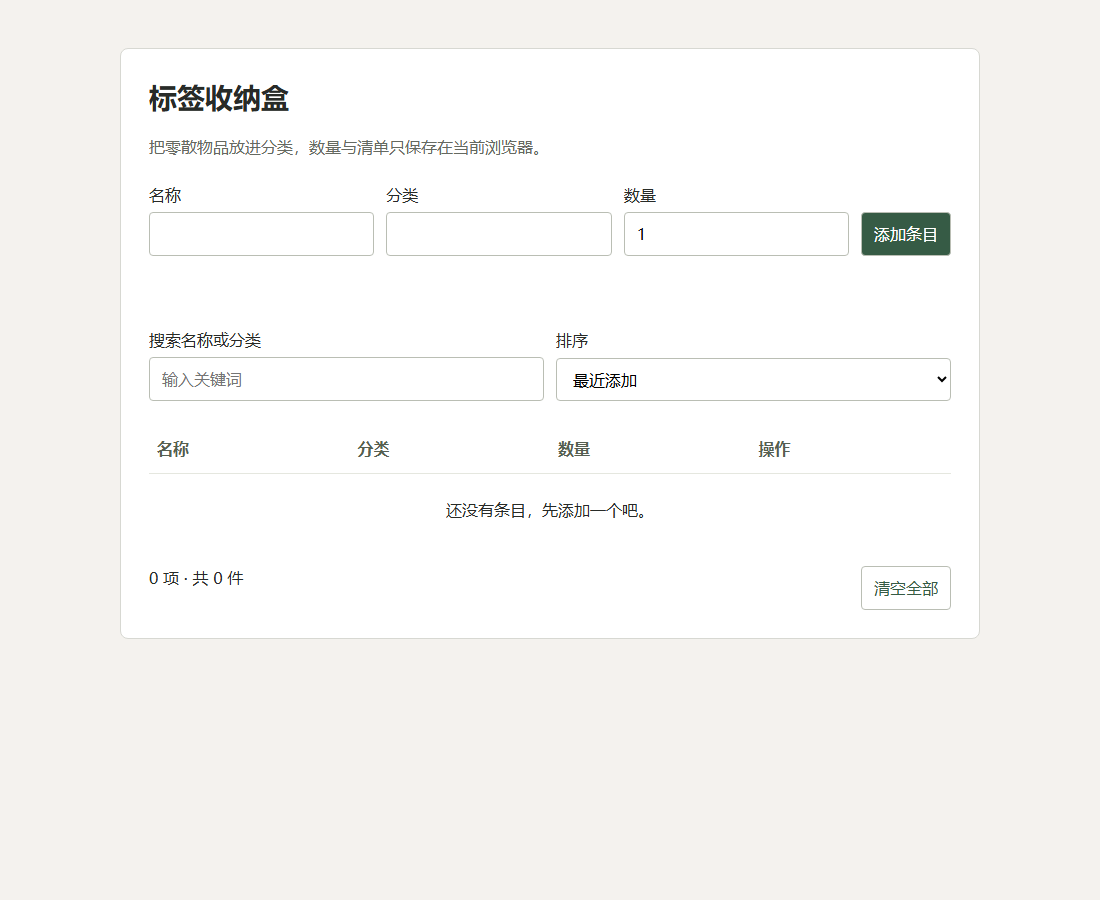 标签收纳盒
把零散物品放进分类，数量与清单只保存在当前浏览器。
名称 分类 数量
1 添加条目
搜索名称或分类 排序
输入关键词 最近添加
名称 分类 数量 操作
还没有条目，先添加一个吧。
0 项 · 共 0 件 清空全部